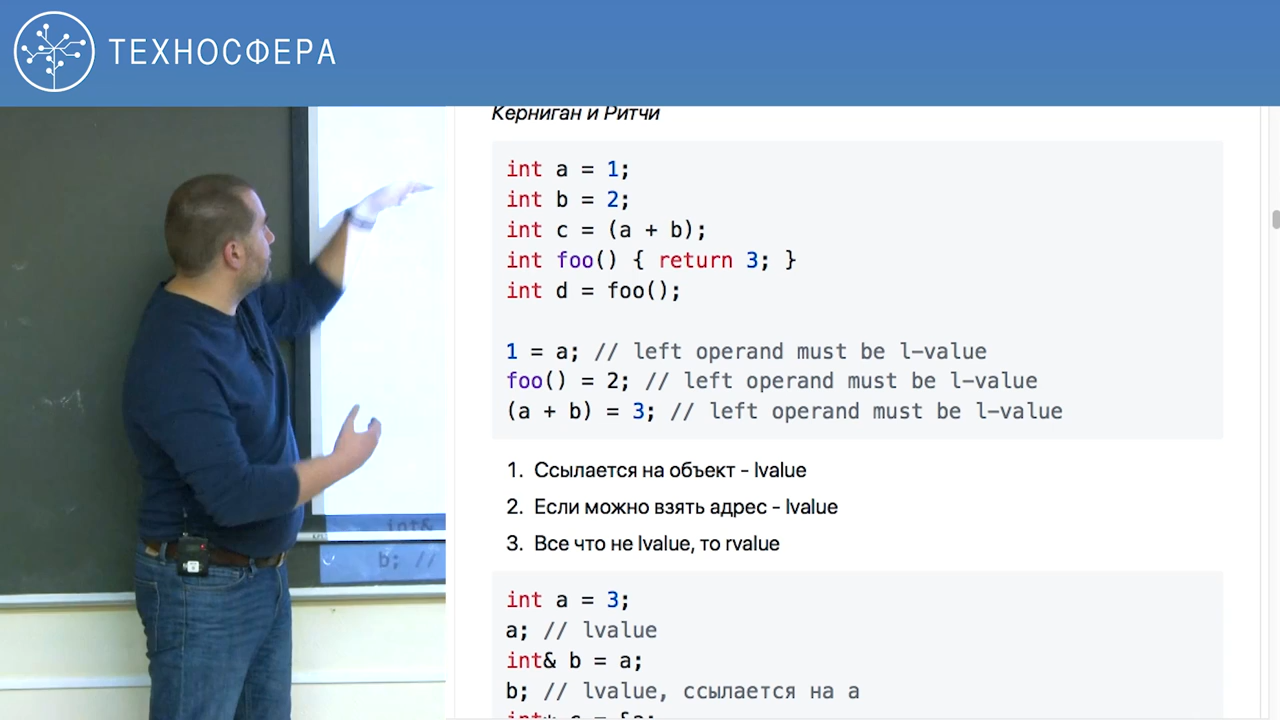 ТЕХНОСФЕРА
Керниган и Ритчи
int a = 1;
int b = 2;
int c = (a + b);
int foo() { return 3; }
int d = foo();
1 = a; // left operand must be l-value
foo() = 2; // left operand must be l-value
(a + b) = 3; // left operand must be l-value
1. Ссылается на объект - lvalue
2. Если можно взять адрес - lvalue
3. Все что не lvalue, то rvalue
int a = 3;
a; // lvalue
int& b = a;
b; // lvalue, ссылается на a
int* c = &a;
int&
b; //